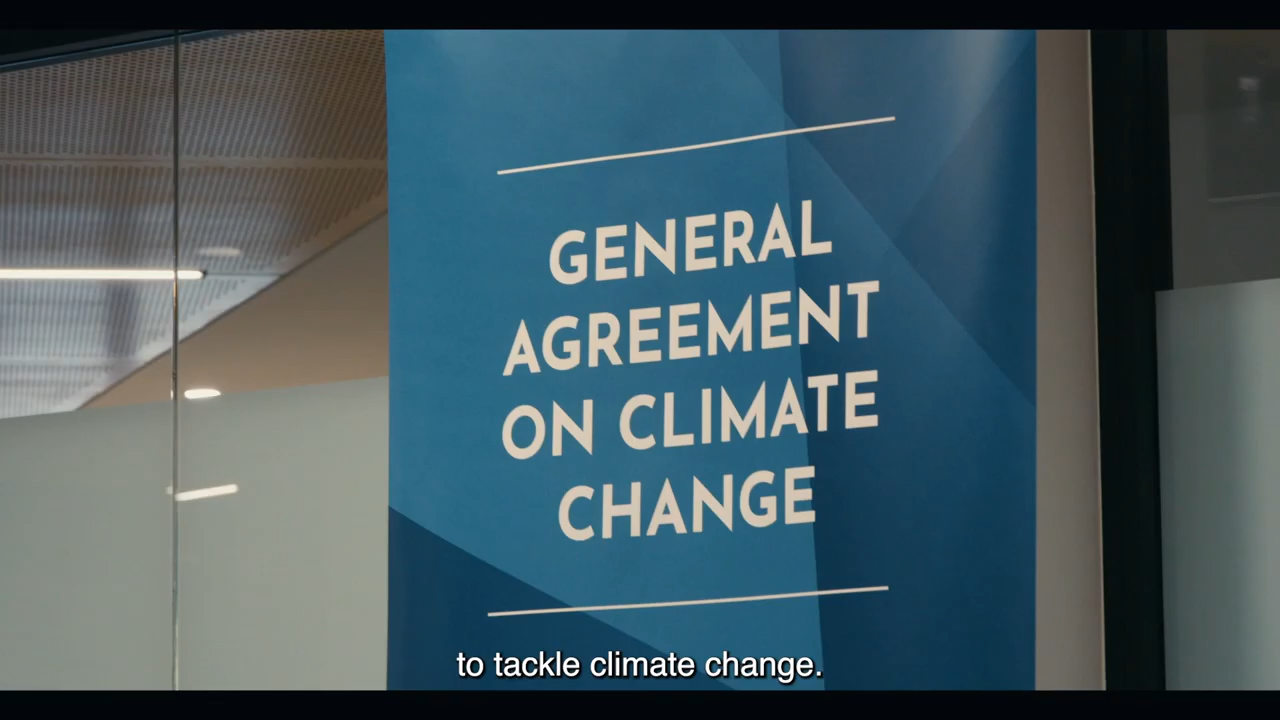 GENERAL
AGREEMENT
ON CLIMATE
CHANGE
to tackle climate change.